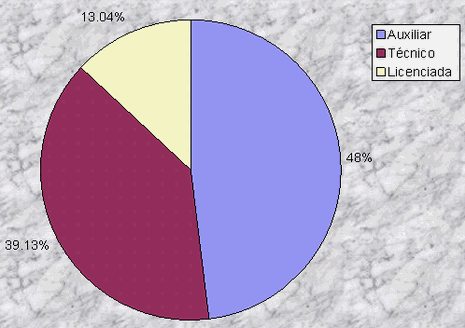 13.04%
Auxiliar
Técnico
Licenciada
48%
39.13%